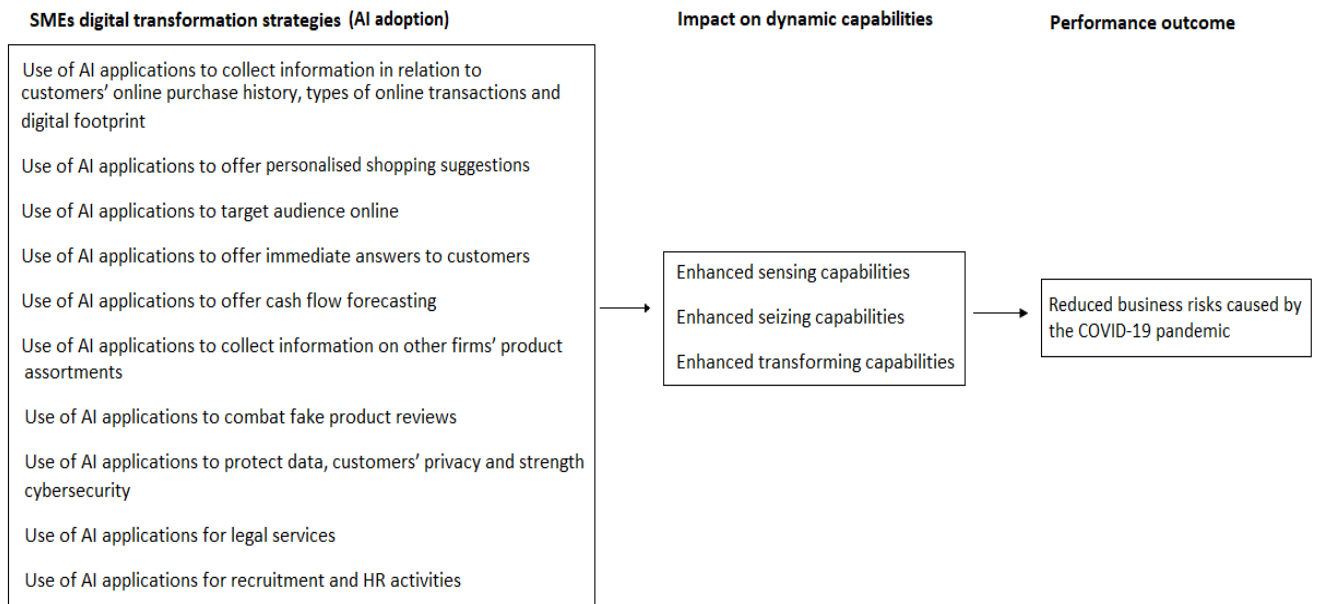 SMEs digital transformation strategies (AI adoption)
Use of AI applications to collect information in relation to
customers’ online purchase history, types of online transactions and
digital footprint
Use of AI applications to offer personalised shopping suggestions
Use of AI applications to target audience online
Use of AI applications to offer immediate answers to customers
Use of AI applications to offer cash flow forecasting
Use of AI applications to collect information on other firms’ product
assortments
Use of AI applications to combat fake product reviews
Use of AI applications to protect data, customers’ privacy and strength
cybersecurity
Use of AI applications for legal services
Use of AI applications for recruitment and HR activities
Impact on dynamic capabilities
Enhanced sensing capabilities
Enhanced seizing capabilities
Enhanced transforming capabilities
Performance outcome
Reduced business risks caused by
the COVID-19 pandemic